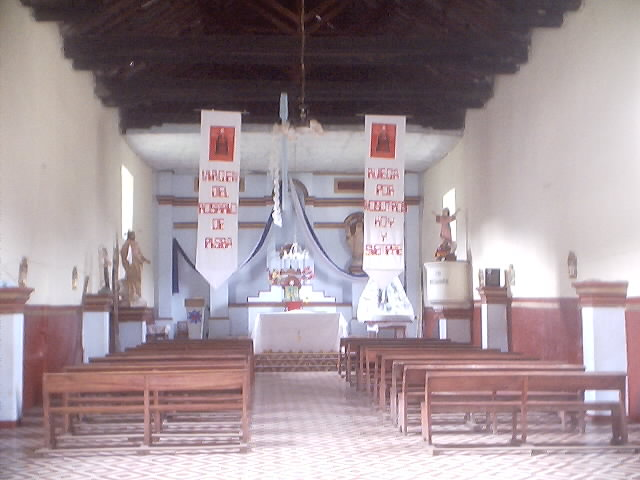 VIRGEN
DEL
ROSARIO
DE
PISBA
RUEGA
POR
NOSOTROS
HOY
Y
SIEMPRE